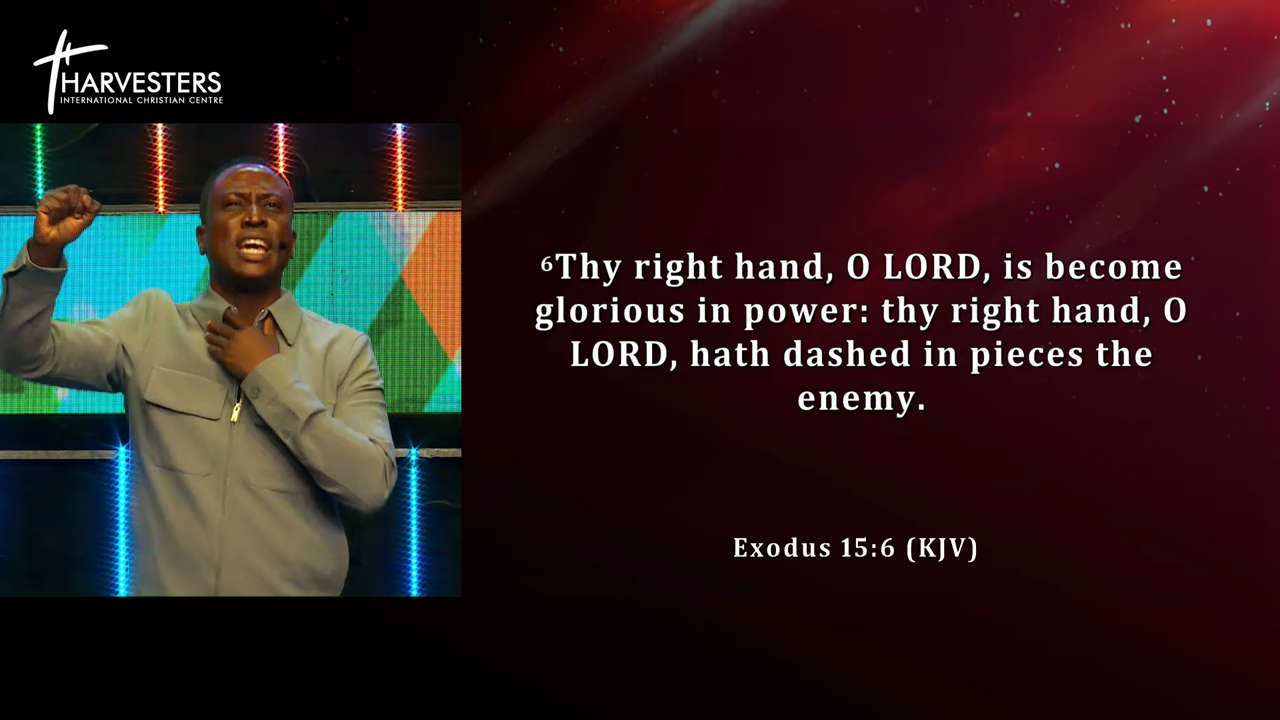 HARVESTERS
INTERNATIONAL CHRISTIAN CENTRE
⁶Thy right hand, O LORD, is become
glorious in power: thy right hand, O
LORD, hath dashed in pieces the
enemy.
Exodus 15:6 (KJV)